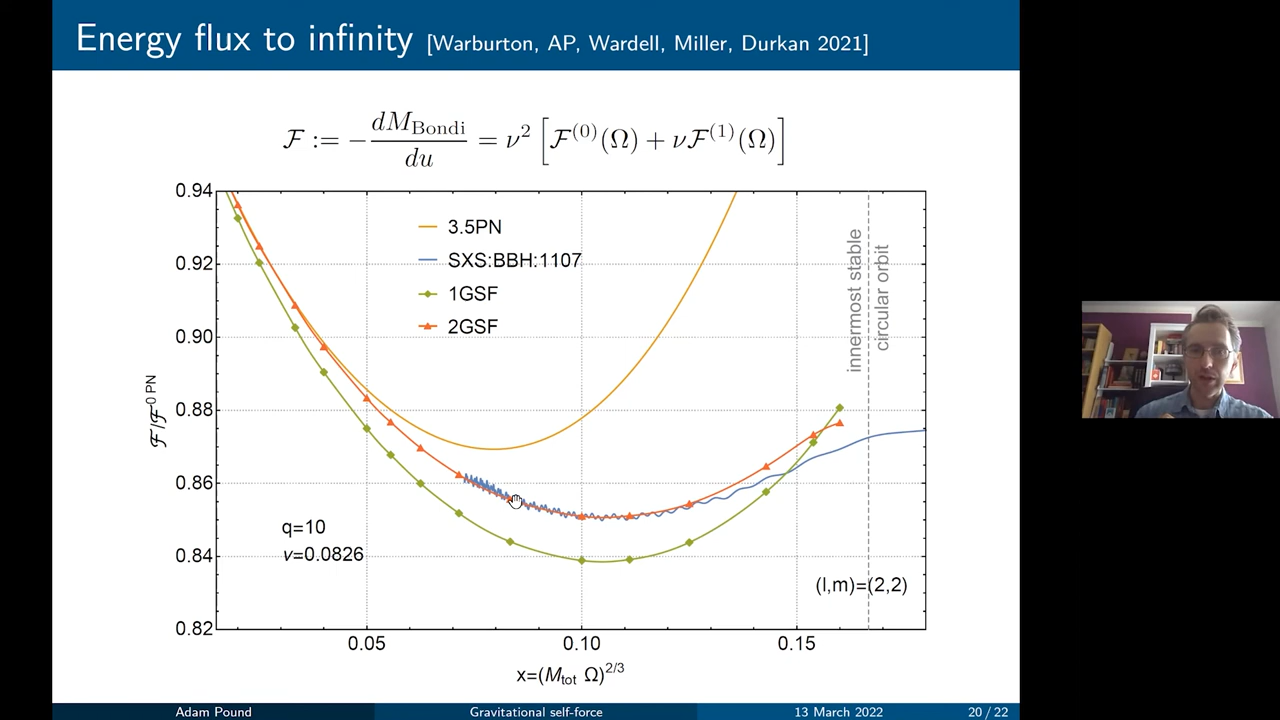 Energy flux to infinity [Warburton, AP, Wardell, Miller, Durkan 2021]
ℱ := − dM_Bondi/du = ν² [ℱ⁽⁰⁾(Ω) + νℱ⁽¹⁾(Ω)]
0.94
0.92
0.90
0.88
0.86
0.84
0.82
ℱ/ℱ^0 PN
3.5PN
SXS:BBH:1107
1GSF
2GSF
innermost stable
circular orbit
q=10
ν=0.0826
(l,m)=(2,2)
0.05 0.10 0.15
x=(M_tot Ω)^2/3
Adam Pound Gravitational self-force 13 March 2022 20 / 22